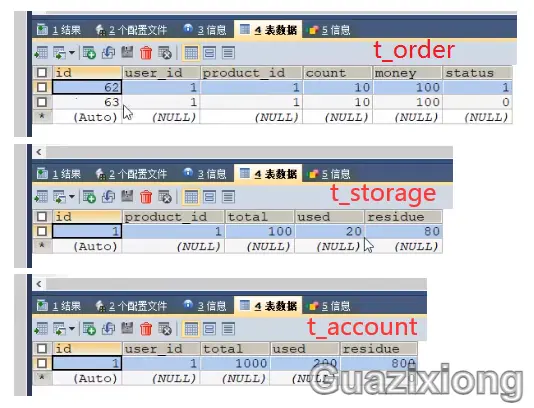 1 结果 2 个配置文件 3 信息 4 表数据 5 信息
t_order
id user_id product_id count money status
62 1 1 10 100 1
63 1 1 10 100 0
* (Auto) (NULL) (NULL) (NULL) (NULL) (NULL)
<
1 结果 2 个配置文件 3 信息 4 表数据 5 信息
t_storage
id product_id total used residue
1 1 100 20 80
* (Auto) (NULL) (NULL) (NULL) (NULL)
<
1 结果 2 个配置文件 3 信息 4 表数据 5 信息
t_account
id user_id total used residue
1 1 1000 200 800
* (Auto) (NULL) (NULL) (NULL) (NULL)
Guazixiong